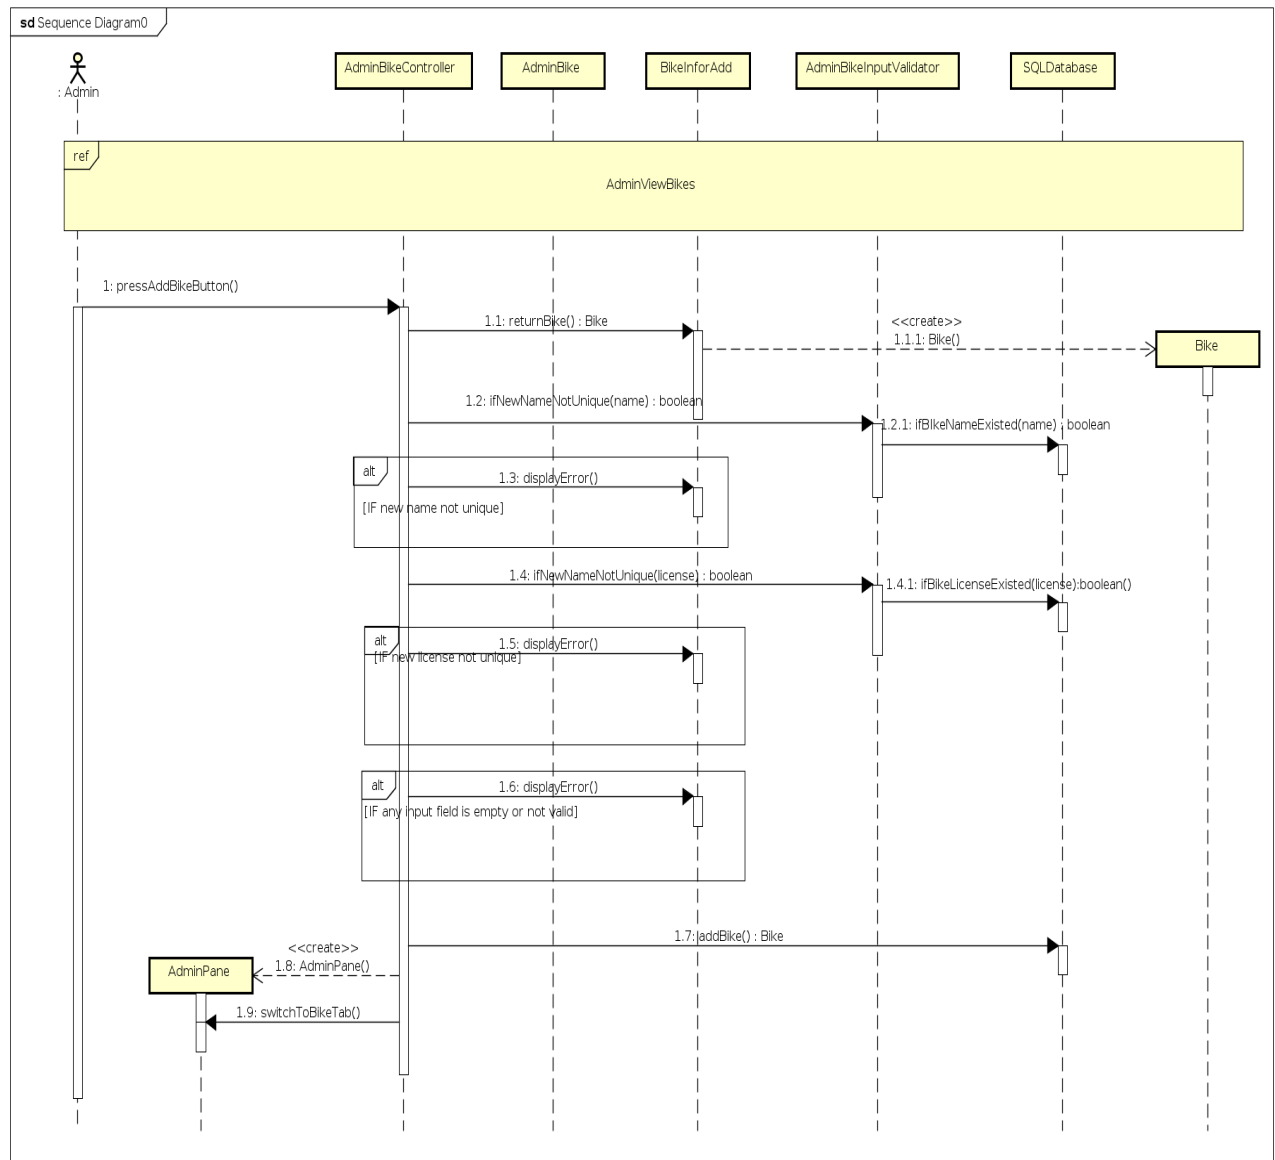 sd Sequence Diagram0
: Admin
AdminBikeController
AdminBike
BikeInforAdd
AdminBikeInputValidator
SQLDatabase
ref
AdminViewBikes
1: pressAddBikeButton()
1.1: returnBike() : Bike
<<create>>
1.1.1: Bike()
Bike
1.2: ifNewNameNotUnique(name) : boolean
1.2.1: ifBIkeNameExisted(name) : boolean
alt
1.3: displayError()
[IF new name not unique]
1.4: ifNewNameNotUnique(license) : boolean
1.4.1: ifBikeLicenseExisted(license):boolean()
alt
1.5: displayError()
[IF new license not unique]
alt
1.6: displayError()
[IF any input field is empty or not valid]
1.7: addBike() : Bike
<<create>>
1.8: AdminPane()
AdminPane
1.9: switchToBikeTab()